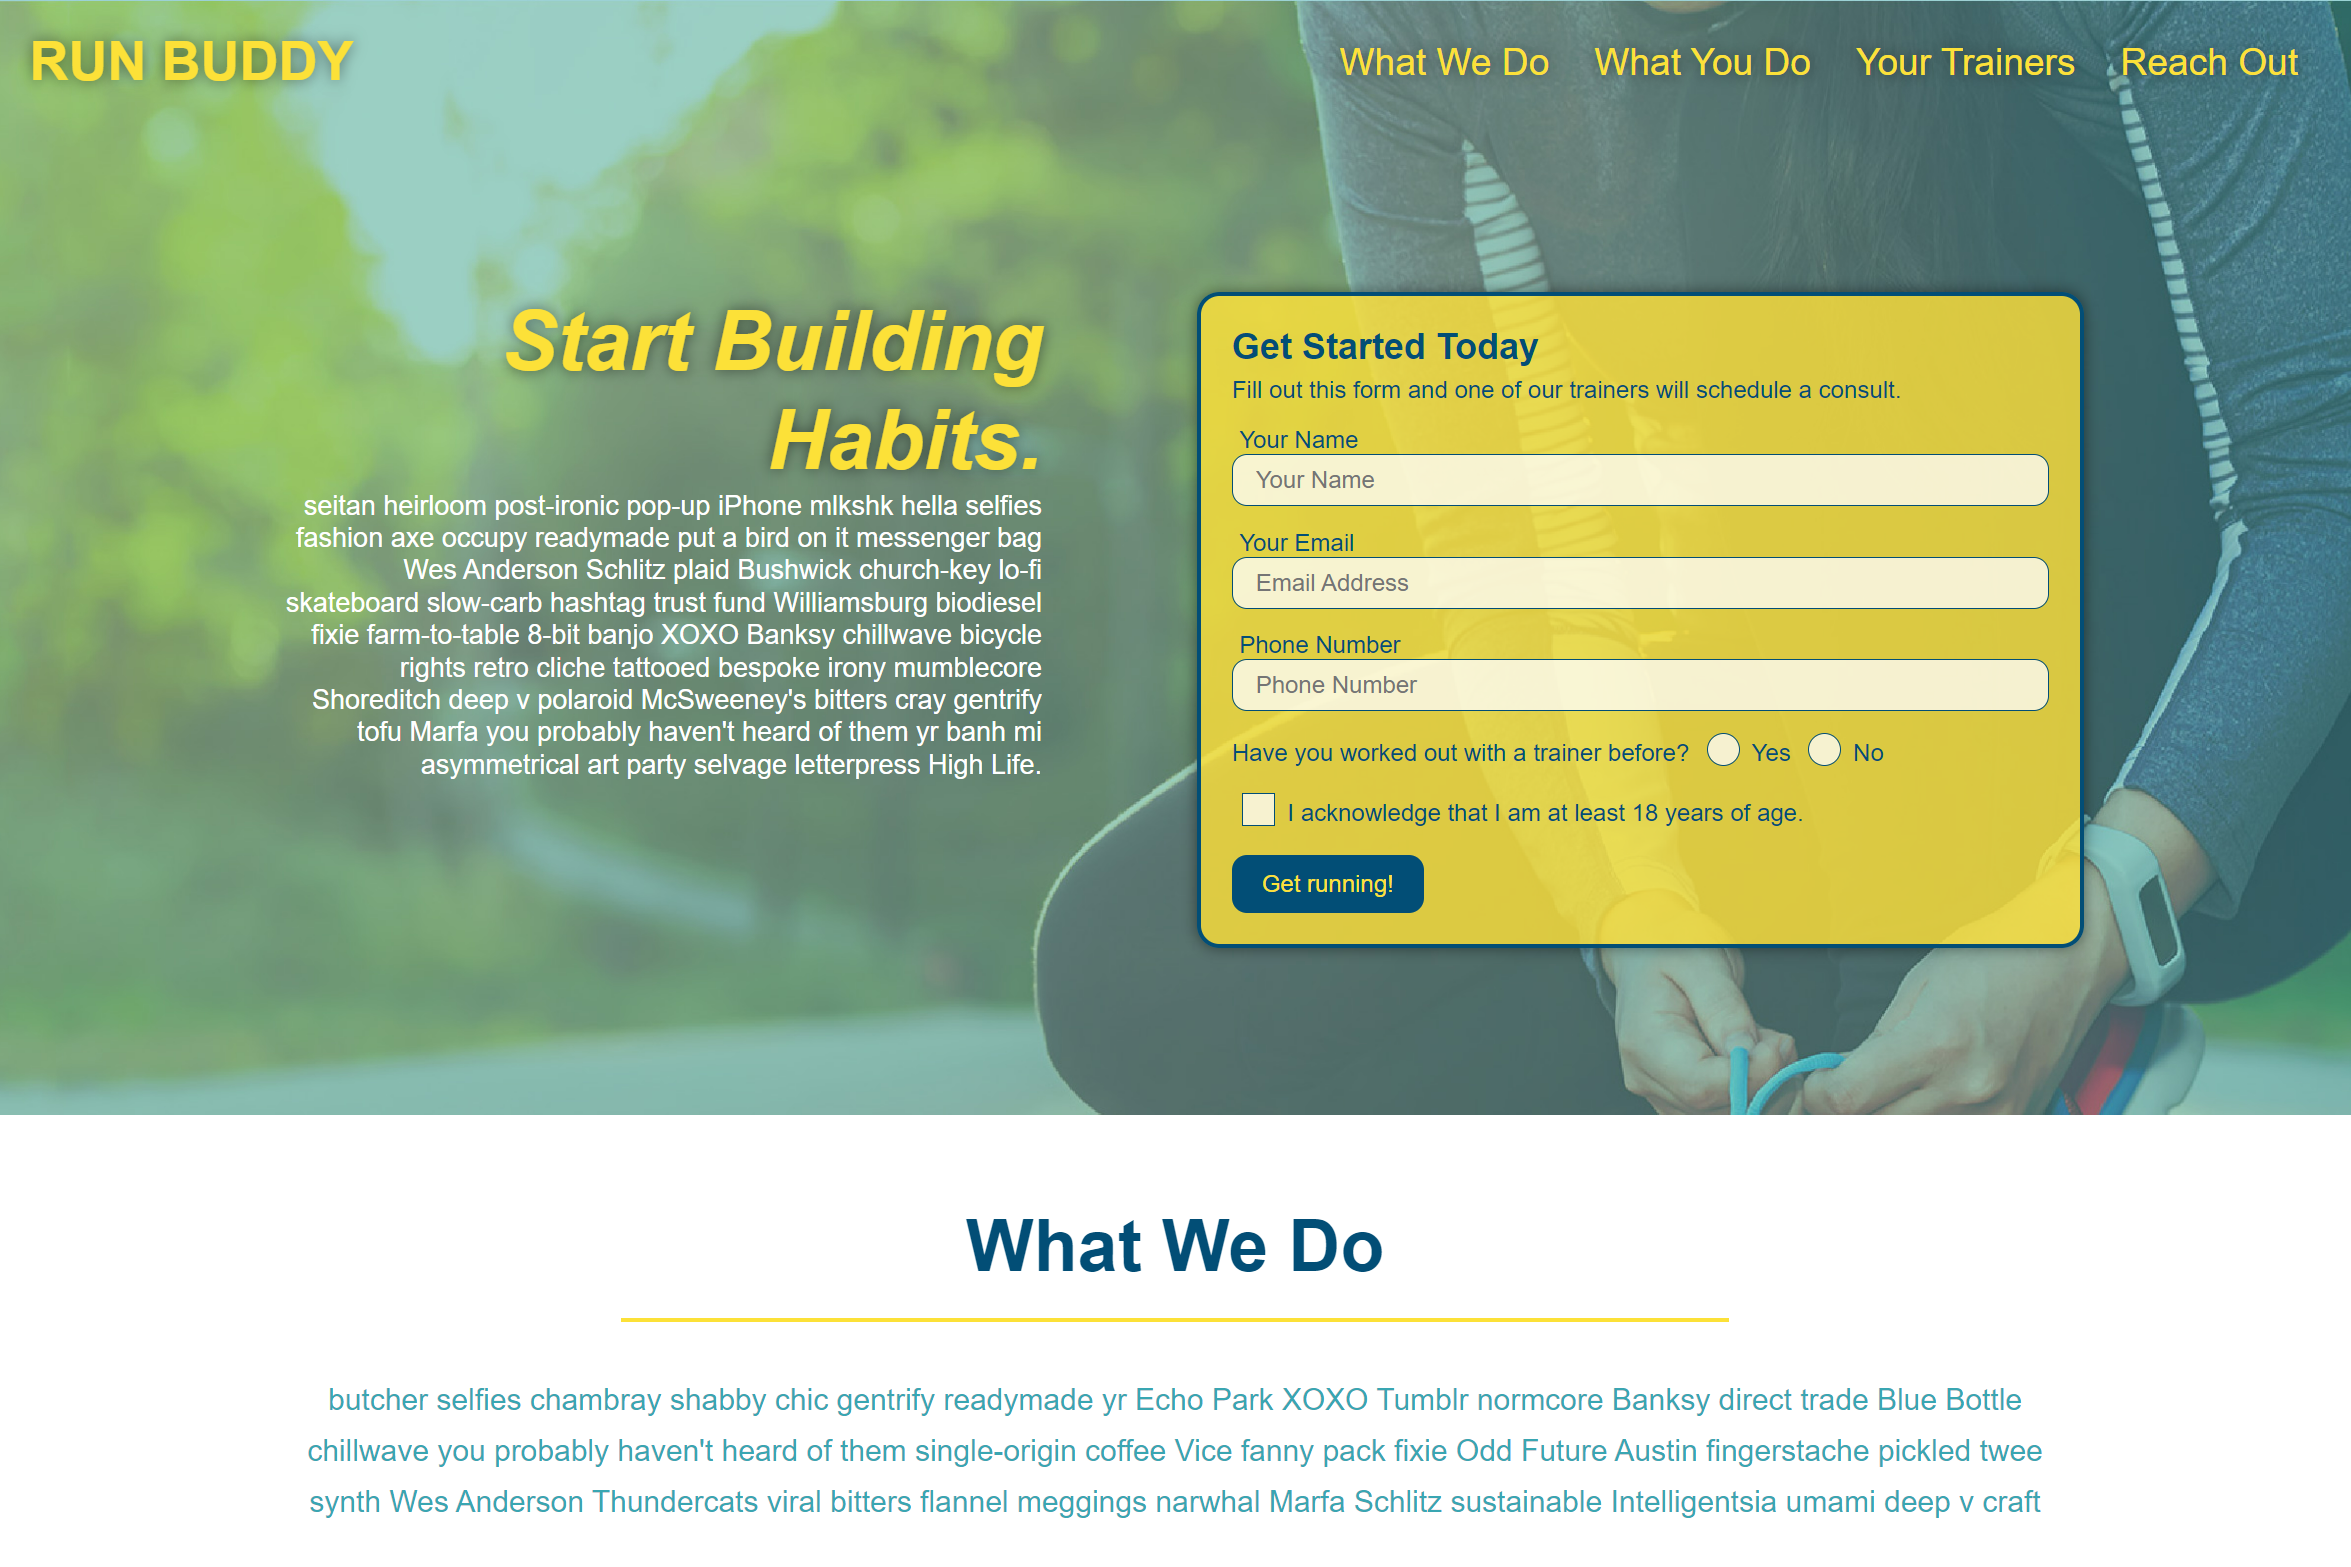 RUN BUDDY
What We Do What You Do Your Trainers Reach Out
Start Building
Habits.
seitan heirloom post-ironic pop-up iPhone mlkshk hella selfies
fashion axe occupy readymade put a bird on it messenger bag
Wes Anderson Schlitz plaid Bushwick church-key lo-fi
skateboard slow-carb hashtag trust fund Williamsburg biodiesel
fixie farm-to-table 8-bit banjo XOXO Banksy chillwave bicycle
rights retro cliche tattooed bespoke irony mumblecore
Shoreditch deep v polaroid McSweeney's bitters cray gentrify
tofu Marfa you probably haven't heard of them yr banh mi
asymmetrical art party selvage letterpress High Life.
Get Started Today
Fill out this form and one of our trainers will schedule a consult.
Your Name
Your Name
Your Email
Email Address
Phone Number
Phone Number
Have you worked out with a trainer before? Yes No
I acknowledge that I am at least 18 years of age.
Get running!
What We Do
butcher selfies chambray shabby chic gentrify readymade yr Echo Park XOXO Tumblr normcore Banksy direct trade Blue Bottle
chillwave you probably haven't heard of them single-origin coffee Vice fanny pack fixie Odd Future Austin fingerstache pickled twee
synth Wes Anderson Thundercats viral bitters flannel meggings narwhal Marfa Schlitz sustainable Intelligentsia umami deep v craft